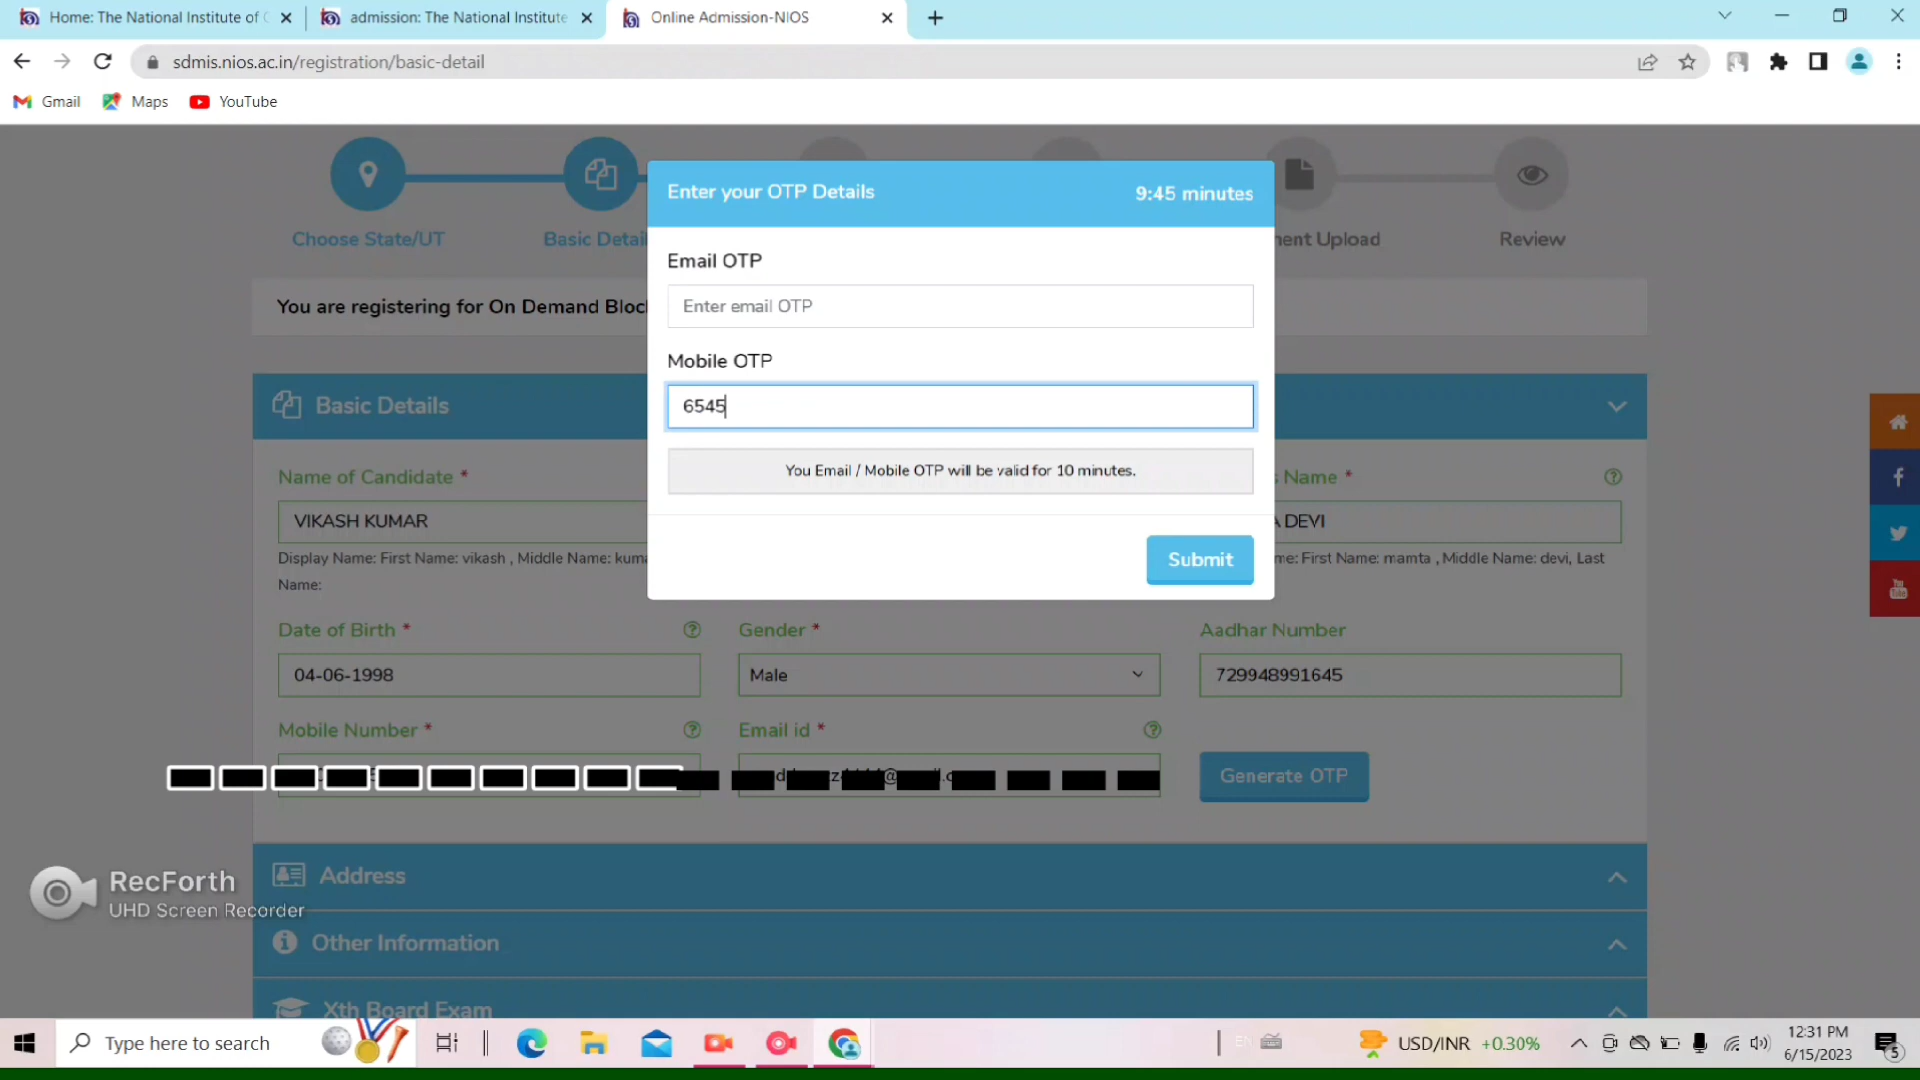 Home: The National Institute of
admission: The National Institute
Online Admission-NIOS
sdmis.nios.ac.in/registration/basic-detail
Gmail
Maps
YouTube
Enter your OTP Details
9:45 minutes
Choose State/UT
Basic Detail
ment Upload
Review
Email OTP
Enter email OTP
You are registering for On Demand Bloc
Mobile OTP
6545
Basic Details
You Email / Mobile OTP will be valid for 10 minutes.
Name of Candidate *
s Name *
VIKASH KUMAR
A DEVI
Display Name: First Name: vikash , Middle Name: kuma
me: First Name: mamta , Middle Name: devi, Last
Name:
Submit
Date of Birth *
Gender *
Aadhar Number
04-06-1998
Male
729948991645
Mobile Number *
Email id *
Generate OTP
RecForth
UHD Screen Recorder
Address
Other Information
Xth Board Exam
Type here to search
USD/INR +0.30%
12:31 PM
6/15/2023
5